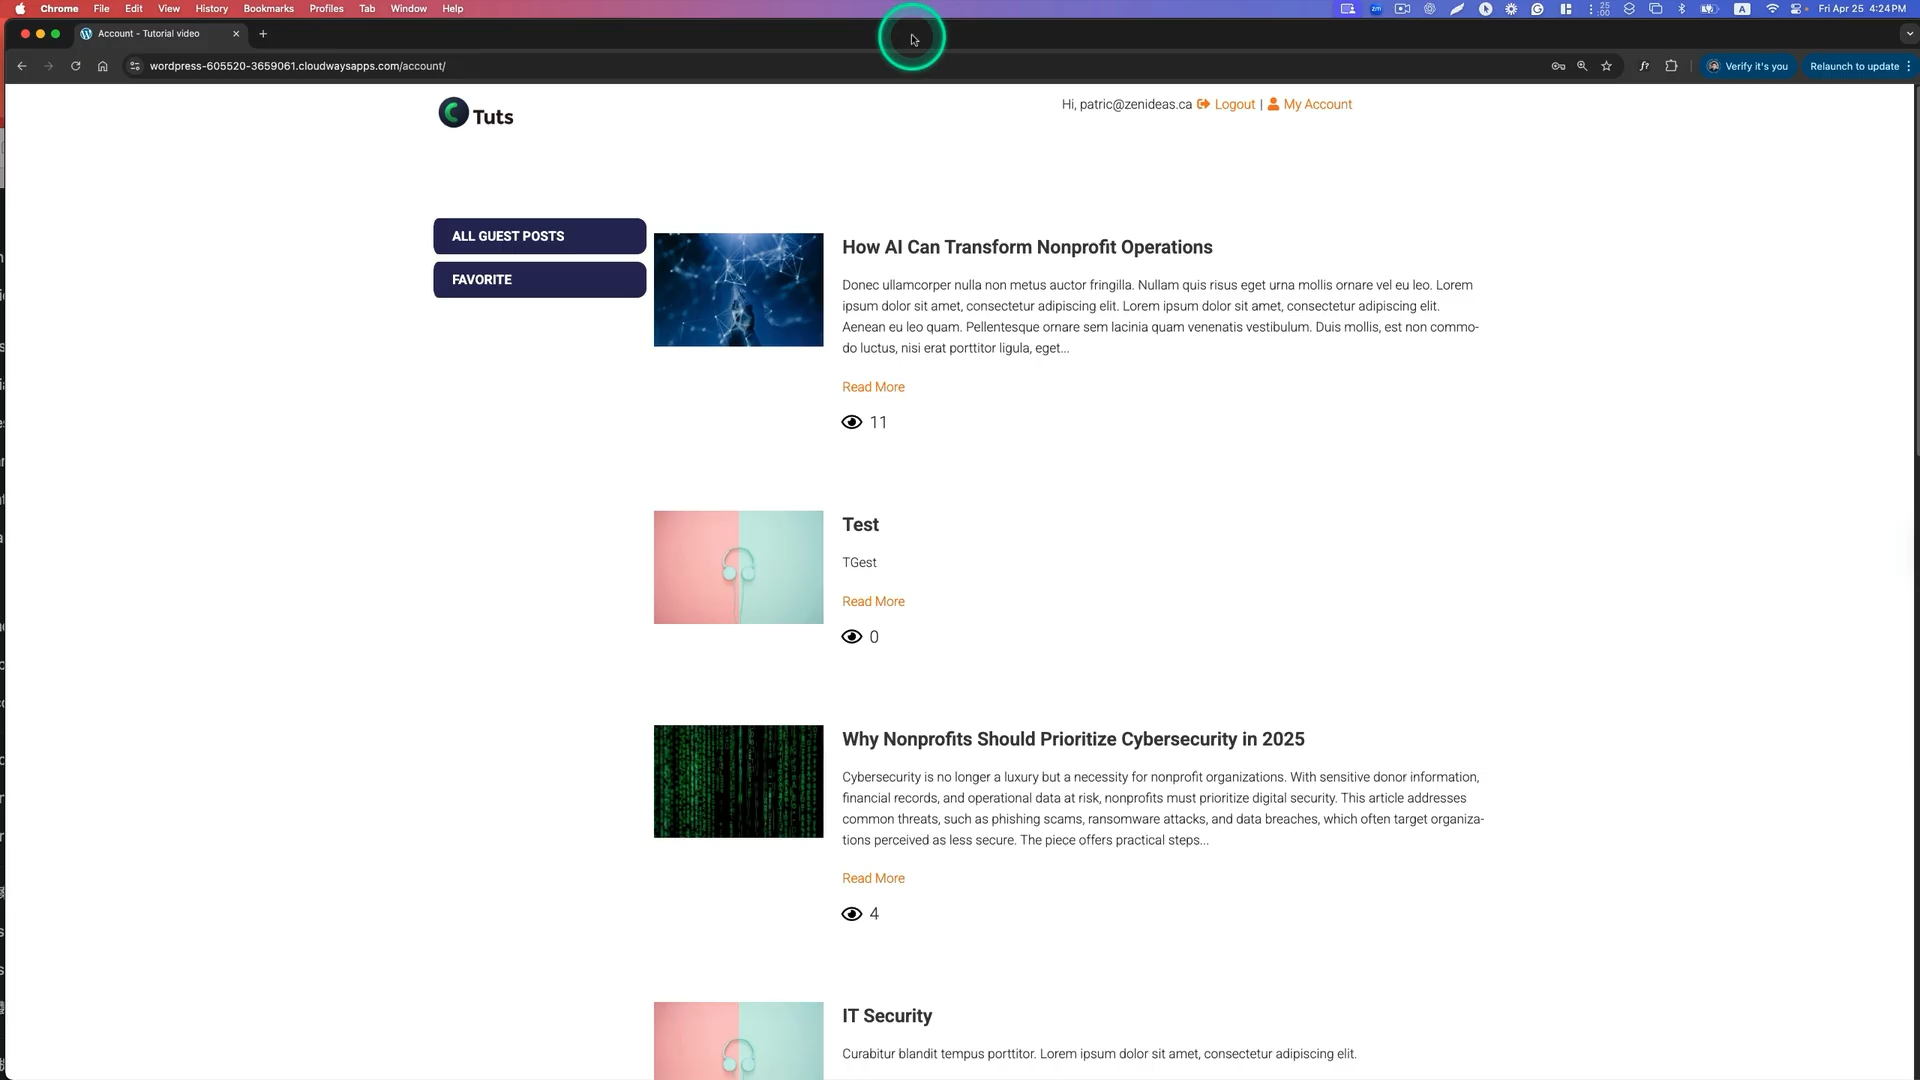 Chrome File Edit View History Bookmarks Profiles Tab Window Help
zm
25
:00
A
Fri Apr 25 4:24 PM
Account - Tutorial video
wordpress-605520-3659061.cloudwaysapps.com/account/
f?
Verify it's you
Relaunch to update
Tuts
Hi, patric@zenideas.ca Logout | My Account
ALL GUEST POSTS
FAVORITE
How AI Can Transform Nonprofit Operations
Donec ullamcorper nulla non metus auctor fringilla. Nullam quis risus eget urna mollis ornare vel eu leo. Lorem
ipsum dolor sit amet, consectetur adipiscing elit. Lorem ipsum dolor sit amet, consectetur adipiscing elit.
Aenean eu leo quam. Pellentesque ornare sem lacinia quam venenatis vestibulum. Duis mollis, est non commo-
do luctus, nisi erat porttitor ligula, eget...
Read More
11
Test
TGest
Read More
0
Why Nonprofits Should Prioritize Cybersecurity in 2025
Cybersecurity is no longer a luxury but a necessity for nonprofit organizations. With sensitive donor information,
financial records, and operational data at risk, nonprofits must prioritize digital security. This article addresses
common threats, such as phishing scams, ransomware attacks, and data breaches, which often target organiza-
tions perceived as less secure. The piece offers practical steps...
Read More
4
IT Security
Curabitur blandit tempus porttitor. Lorem ipsum dolor sit amet, consectetur adipiscing elit.